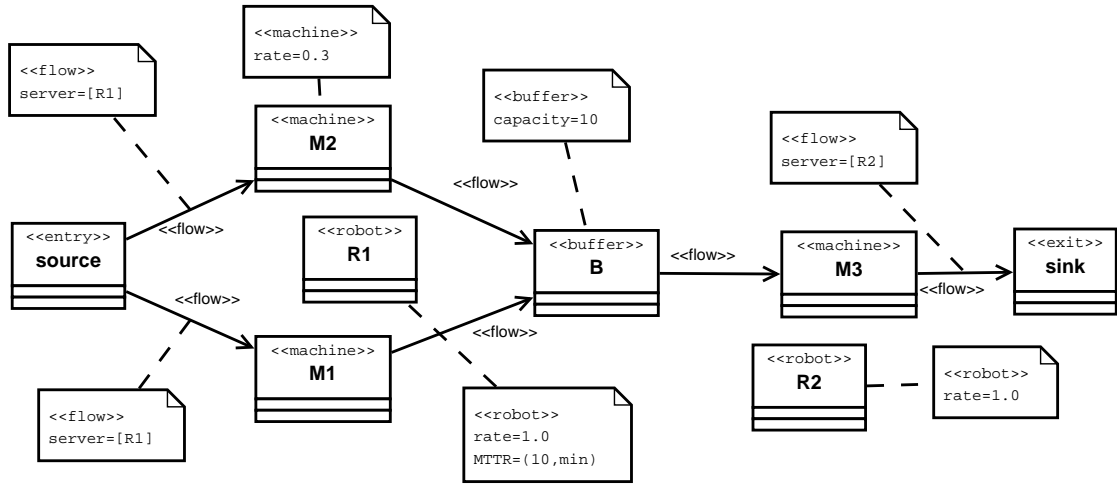 <<machine>>
rate=0.3
<<flow>>
server=[R1]
<<buffer>>
capacity=10
<<machine>>
M2
<<flow>>
server=[R2]
<<flow>>
<<flow>>
<<entry>>
source
<<robot>>
R1
<<buffer>>
B
<<flow>>
<<machine>>
M3
<<flow>>
<<exit>>
sink
<<flow>>
<<flow>>
<<machine>>
M1
<<robot>>
R2
<<robot>>
rate=1.0
<<flow>>
server=[R1]
<<robot>>
rate=1.0
MTTR=(10,min)